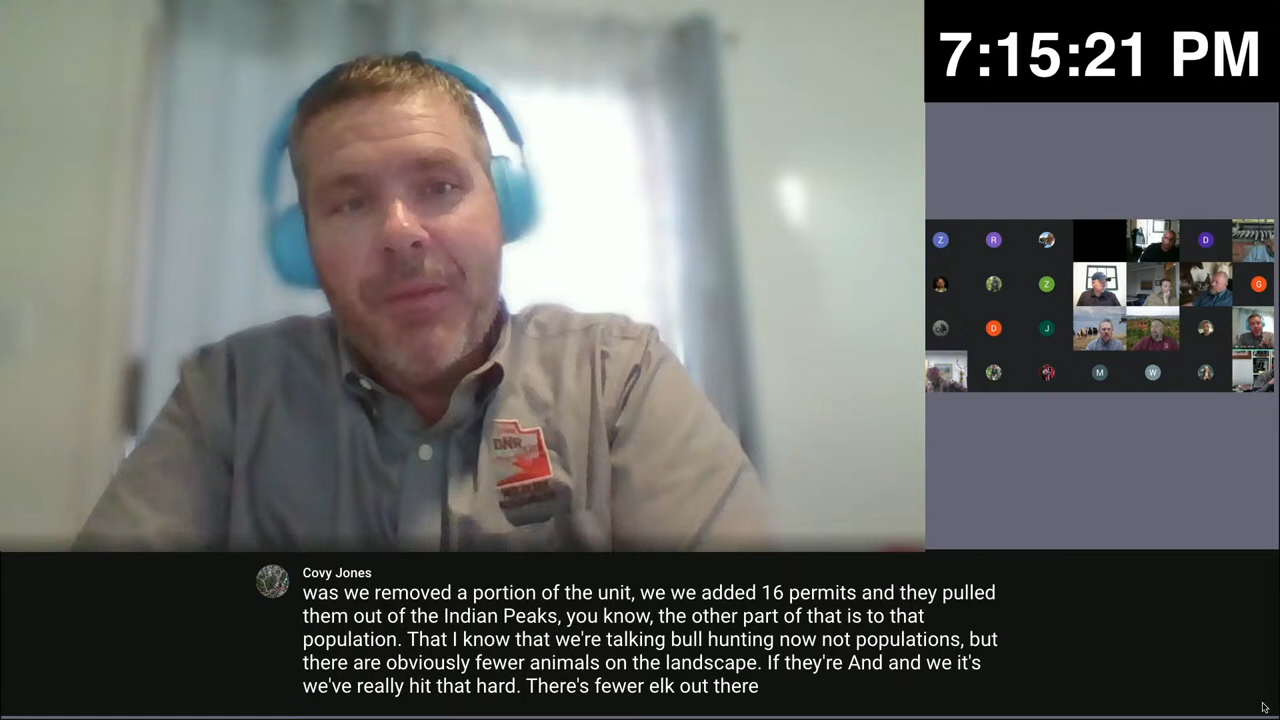 7:15:21 PM
Z
R
D
Z
G
D
J
M
W
DNR
Covy Jones
was we removed a portion of the unit, we we added 16 permits and they pulled
them out of the Indian Peaks, you know, the other part of that is to that
population. That I know that we're talking bull hunting now not populations, but
there are obviously fewer animals on the landscape. If they're And and we it's
we've really hit that hard. There's fewer elk out there